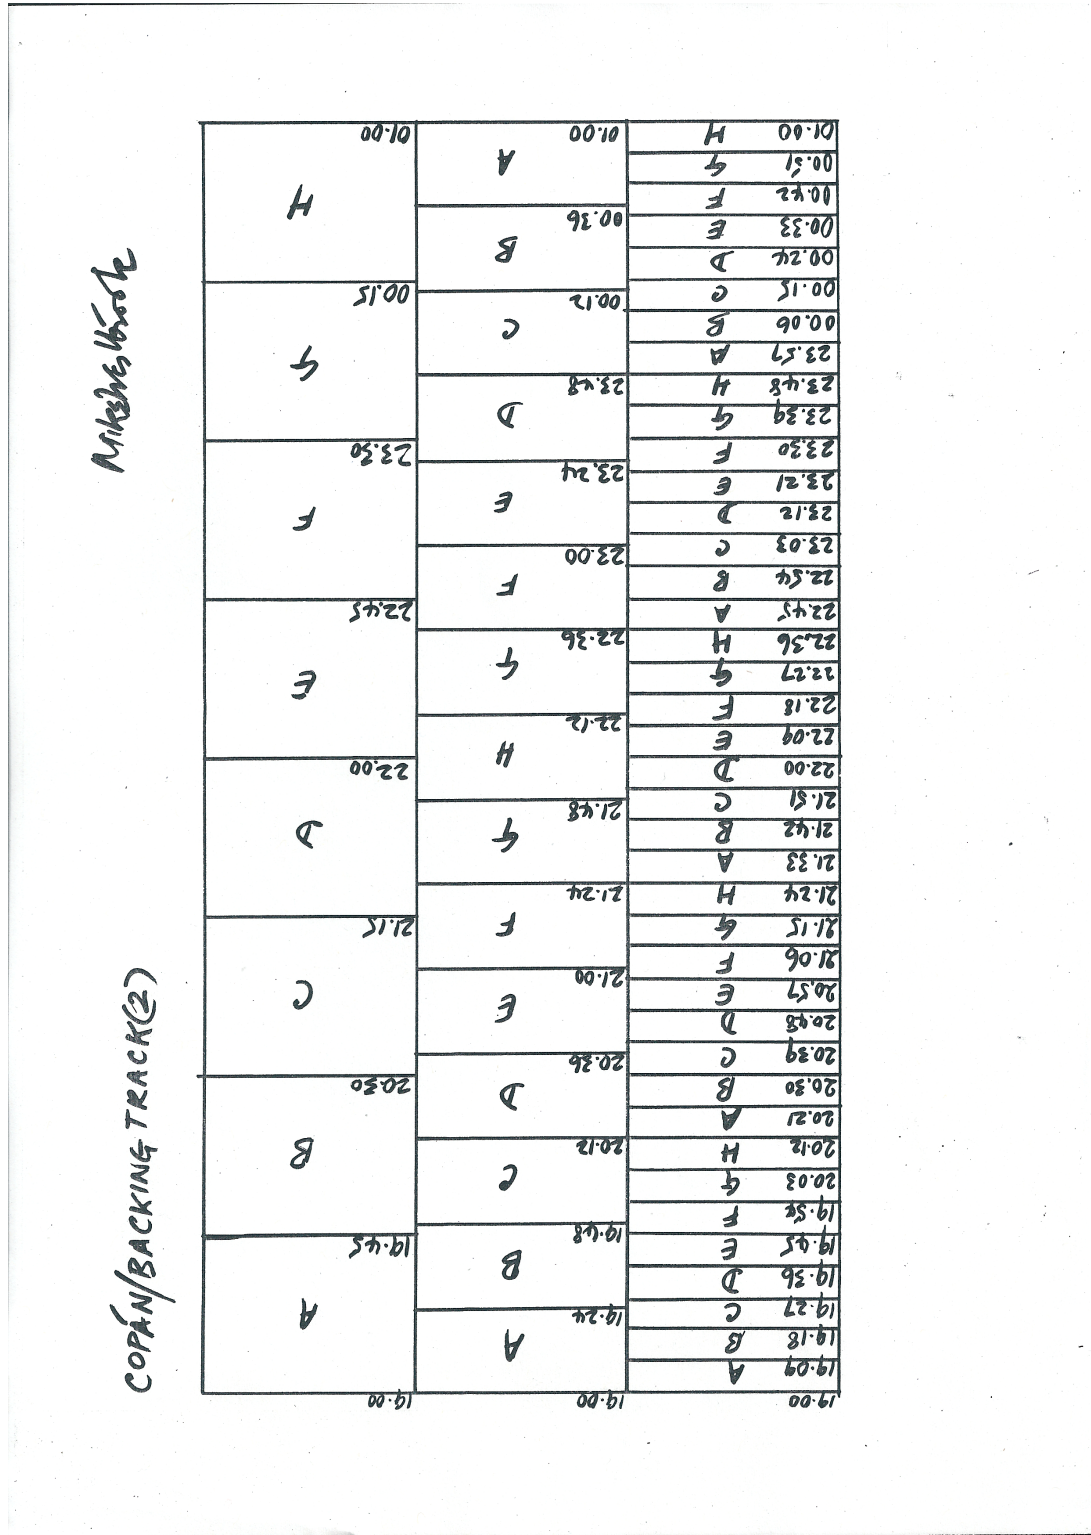 COPÁN/BACKING TRACK(2)
Mike Westbrook
19.00
19.09 A
19.18 B
19.27 C
19.36 D
19.45 E
19.54 F
20.03 G
20.12 H
20.21 A
20.30 B
20.39 C
20.48 D
20.57 E
21.06 F
21.15 G
21.24 H
21.33 A
21.42 B
21.51 C
22.00 D
22.09 E
22.18 F
22.27 G
22.36 H
22.45 A
22.54 B
23.03 C
23.12 D
23.21 E
23.30 F
23.39 G
23.48 H
23.57 A
00.06 B
00.15 C
00.24 D
00.33 E
00.42 F
00.51 G
01.00 H
19.00
A
19.24
B
19.48
C
20.12
D
20.36
E
21.00
F
21.24
G
21.48
H
22.12
G
22.36
F
23.00
E
23.24
D
23.48
C
00.12
B
00.36
A
01.00
19.00
A
19.45
B
20.30
C
21.15
D
22.00
E
22.45
F
23.30
G
00.15
H
01.00